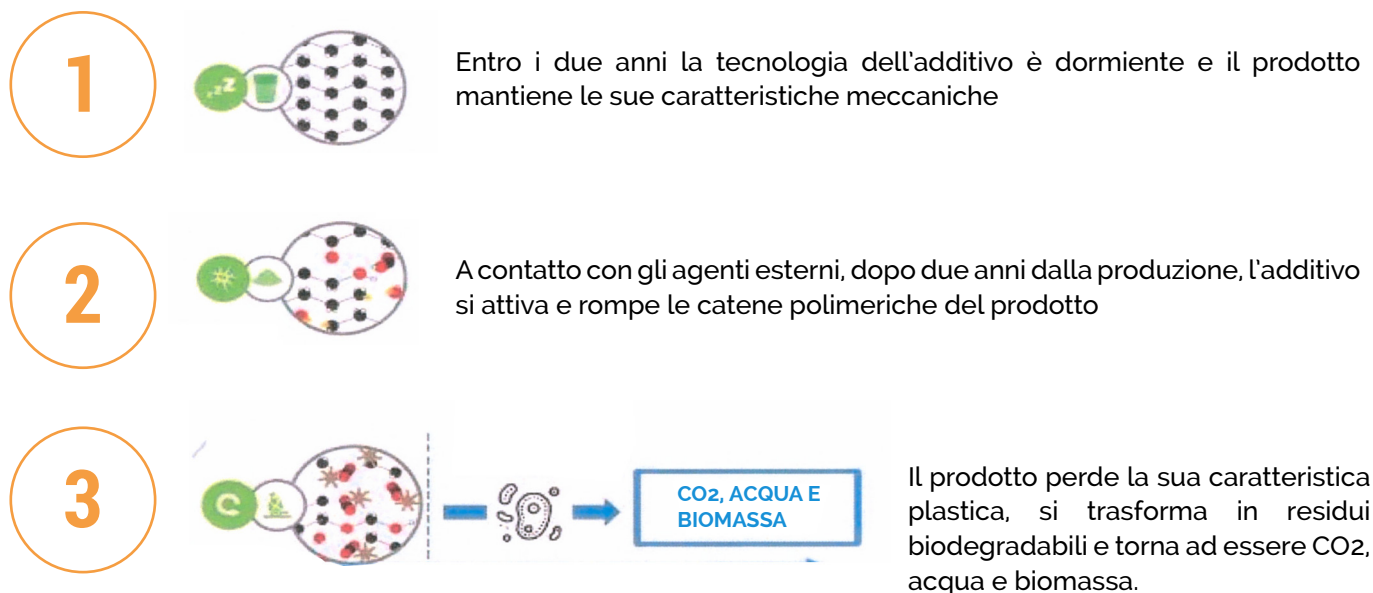 1
Entro i due anni la tecnologia dell'additivo è dormiente e il prodotto
mantiene le sue caratteristiche meccaniche
2
A contatto con gli agenti esterni, dopo due anni dalla produzione, l'additivo
si attiva e rompe le catene polimeriche del prodotto
3
CO2, ACQUA E
BIOMASSA
Il prodotto perde la sua caratteristica
plastica, si trasforma in residui
biodegradabili e torna ad essere CO2,
acqua e biomassa.